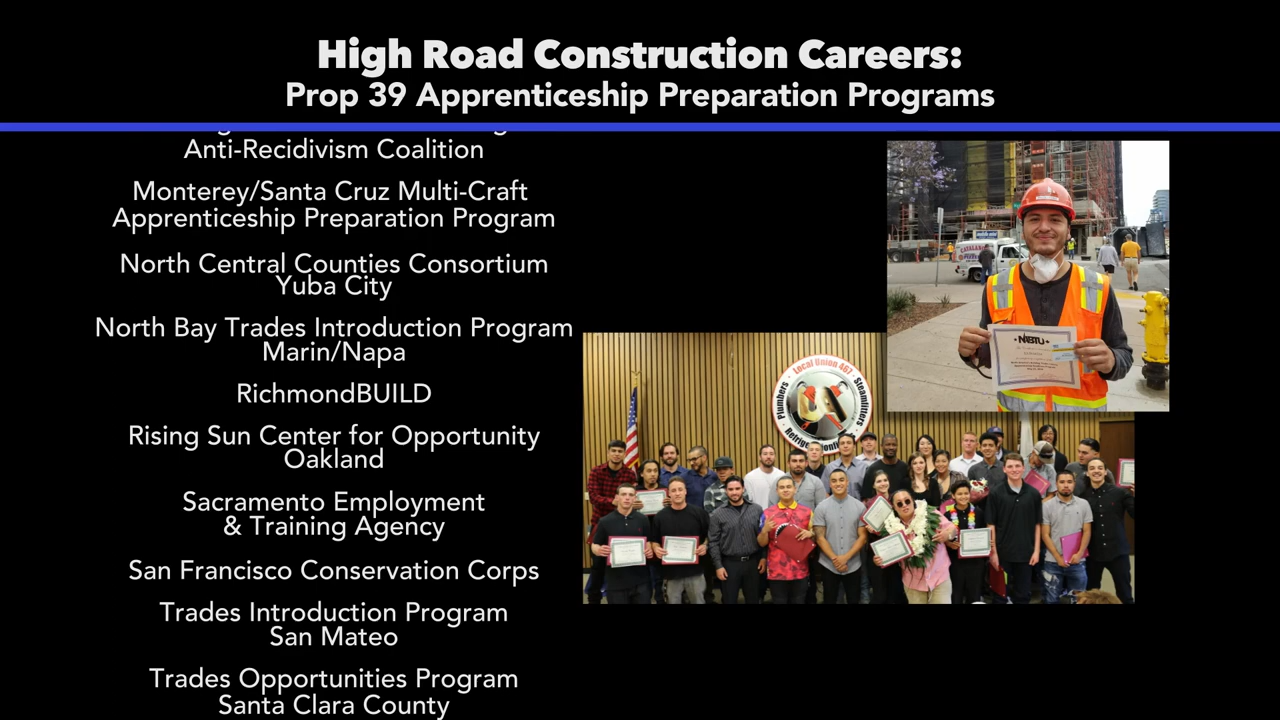 High Road Construction Careers:
Prop 39 Apprenticeship Preparation Programs
Anti-Recidivism Coalition
Monterey/Santa Cruz Multi-Craft
Apprenticeship Preparation Program
North Central Counties Consortium
Yuba City
North Bay Trades Introduction Program
Marin/Napa
RichmondBUILD
Rising Sun Center for Opportunity
Oakland
Sacramento Employment
& Training Agency
San Francisco Conservation Corps
Trades Introduction Program
San Mateo
Trades Opportunities Program
Santa Clara County
NABTU
Local Union 467
Plumbers
Steamfitters